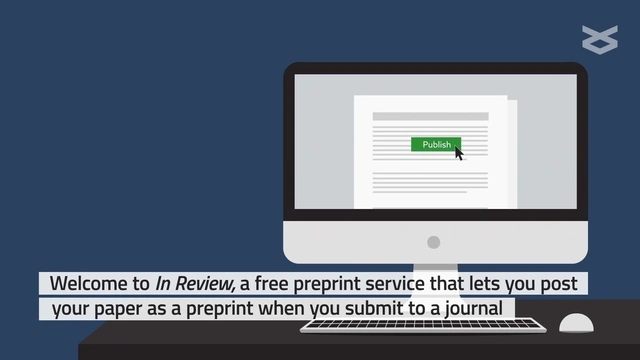 Publish
Welcome to In Review, a free preprint service that lets you post
your paper as a preprint when you submit to a journal